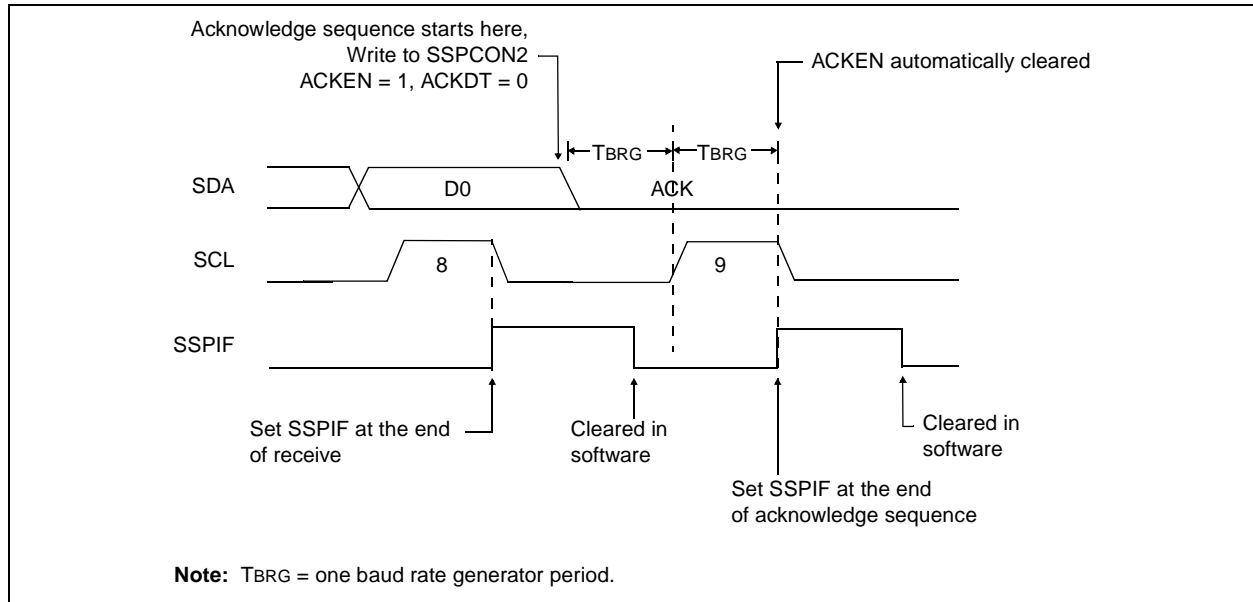 Acknowledge sequence starts here,
Write to SSPCON2
ACKEN = 1, ACKDT = 0
ACKEN automatically cleared
TBRG
TBRG
SDA
D0
ACK
SCL
8
9
SSPIF
Set SSPIF at the end
of receive
Cleared in
software
Cleared in
software
Set SSPIF at the end
of acknowledge sequence
Note: TBRG = one baud rate generator period.